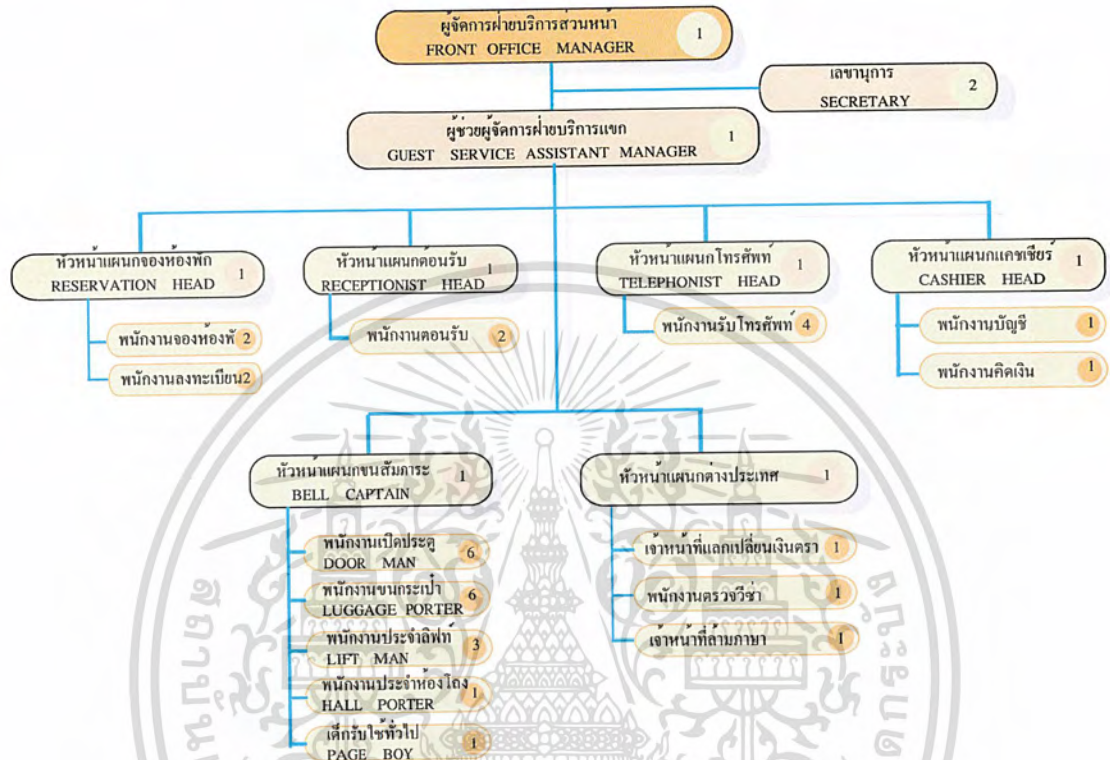 ผู้จัดการฝ่ายบริการส่วนหน้า 1
FRONT OFFICE MANAGER
เลขานุการ 2
SECRETARY
ผู้ช่วยผู้จัดการฝ่ายบริการแขก 1
GUEST SERVICE ASSISTANT MANAGER
หัวหน้าแผนกจองห้องพัก 1
RESERVATION HEAD
พนักงานจองห้องพั 2
พนักงานลงทะเบียน 2
หัวหน้าแผนกต้อนรับ 1
RECEPTIONIST HEAD
พนักงานตอนรับ 2
หัวหน้าแผนกโทรศัพท์ 1
TELEPHONIST HEAD
พนักงานรับโทรศัพท์ 4
หัวหน้าแผนกแคชเชียร์ 1
CASHIER HEAD
พนักงานบัญชี 1
พนักงานคิดเงิน 1
หัวหน้าแผนกขนสัมภาระ 1
BELL CAPTAIN
พนักงานเปิดประตู 6
DOOR MAN
พนักงานขนกระเป๋า 6
LUGGAGE PORTER
พนักงานประจำลิฟท์ 3
LIFT MAN
พนักงานประจำห้องโถง 1
HALL PORTER
เด็กรับใช้ทั่วไป 1
PAGE BOY
หัวหน้าแผนกต่างประเทศ 1
เจ้าหน้าที่แลกเปลี่ยนเงินตรา 1
พนักงานตรวจวีซ่า 1
เจ้าหน้าที่ล่ามภาษา 1